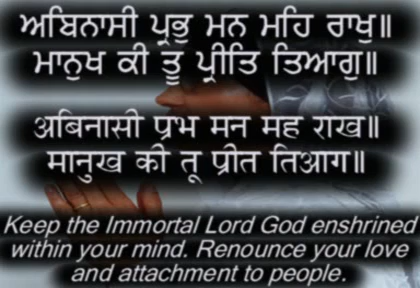 ਅਬਿਨਾਸੀ ਪ੍ਰਭੁ ਮਨ ਮਹਿ ਰਾਖੁ॥
ਮਾਨੁਖ ਕੀ ਤੂ ਪ੍ਰੀਤਿ ਤਿਆਗੁ॥
अबिनासी प्रभ मन मह राख॥
मानुख की तू प्रीत तिआग॥
Keep the Immortal Lord God enshrined
within your mind. Renounce your love
and attachment to people.